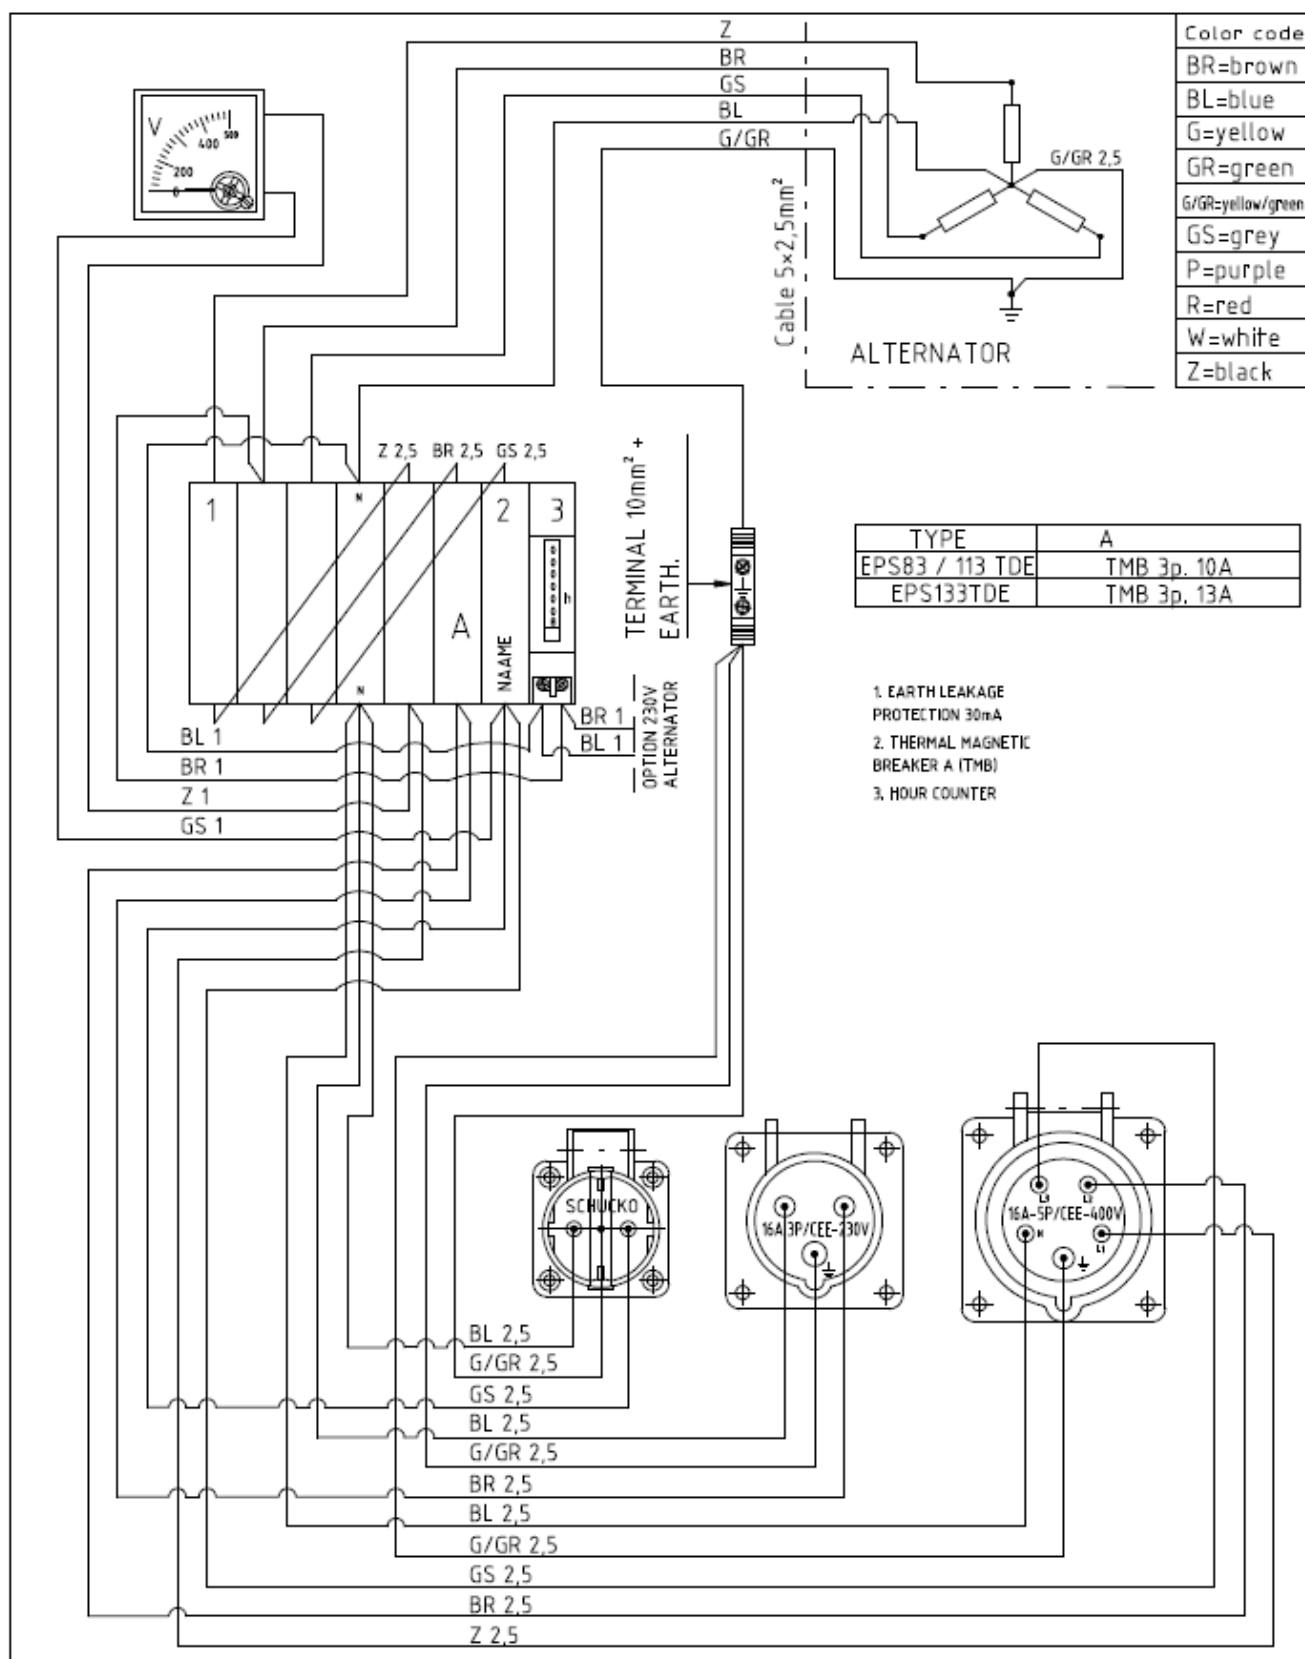 Z
BR
GS
BL
G/GR
Color code
BR=brown
BL=blue
G=yellow
GR=green
G/GR=yellow/green
GS=grey
P=purple
R=red
W=white
Z=black
V
0
200
400
500
G/GR 2,5
Cable 5x2,5mm²
ALTERNATOR
Z 2,5
BR 2,5
GS 2,5
1
N
2
3
h
A
NAAME
N
TERMINAL 10mm² +
EARTH.
TYPE A
EPS83 / 113 TDE TMB 3p. 10A
EPS133TDE TMB 3p. 13A
1. EARTH LEAKAGE
PROTECTION 30mA
2. THERMAL MAGNETIC
BREAKER A (TMB)
3. HOUR COUNTER
BR 1
BL 1
OPTION 230V
ALTERNATOR
BL 1
BR 1
Z 1
GS 1
SCHUCKO
16A 3P/CEE-230V
L3
L2
16A-5P/CEE-400V
N
L1
BL 2,5
G/GR 2,5
GS 2,5
BL 2,5
G/GR 2,5
BR 2,5
BL 2,5
G/GR 2,5
GS 2,5
BR 2,5
Z 2,5